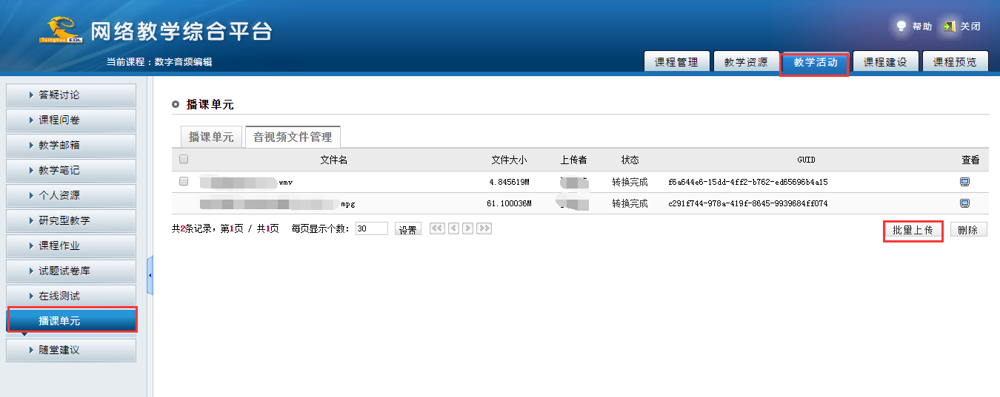 网络教学综合平台
TsingHua EOL
帮助 关闭
当前课程：数字音频编辑
课程管理 教学资源 教学活动 课程建设 课程预览
答疑讨论
课程问卷
教学邮箱
教学笔记
个人资源
研究型教学
课程作业
试题试卷库
在线测试
播课单元
随堂建议
播课单元
播课单元 音视频文件管理
文件名 文件大小 上传者 状态 GUID 查看
wmv 4.845619M 转换完成 f6a644e6-15dd-4ff2-b762-ed65696b4a15
mpg 61.100036M 转换完成 c291f744-978a-419f-8645-9939684ff074
共2条记录，第1页 / 共1页 每页显示个数： 30 设置 批量上传 删除